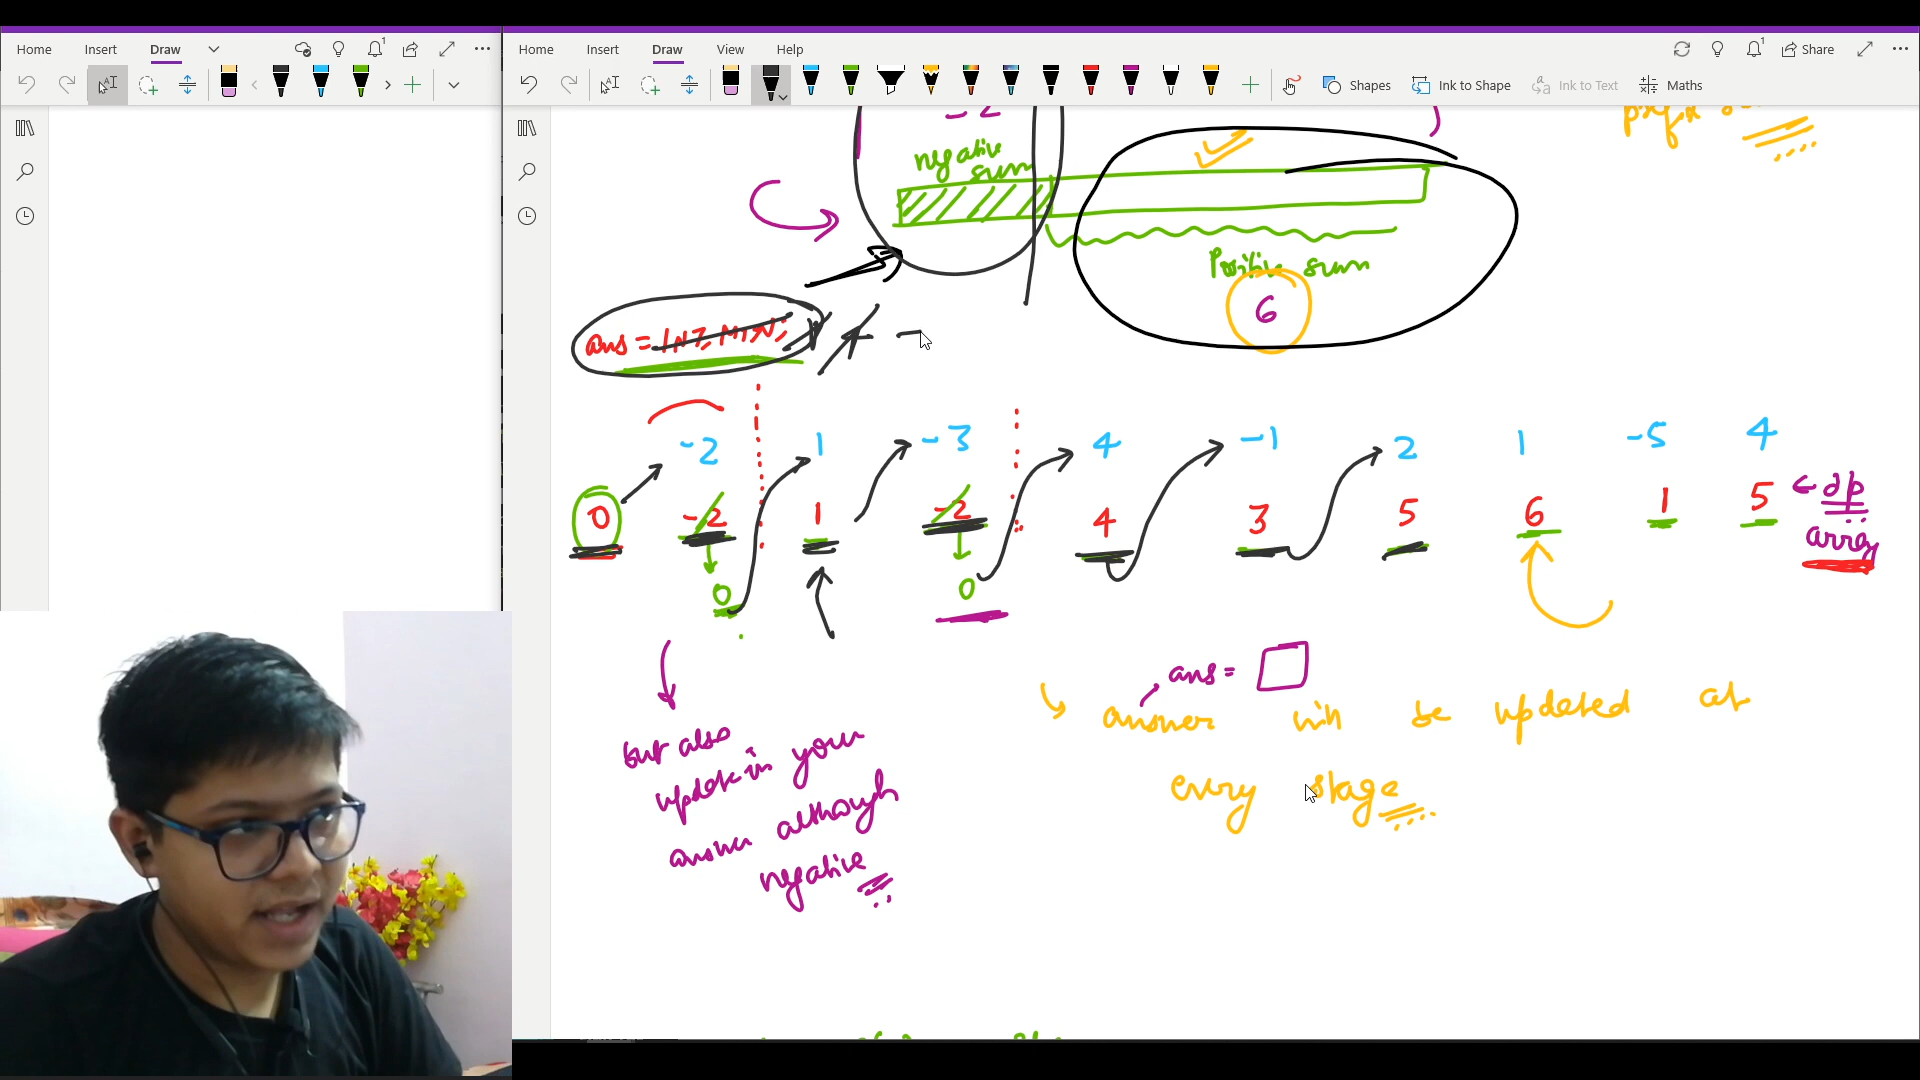 Home Insert Draw
Home Insert Draw View Help
Share
Shapes Ink to Shape Ink to Text Maths
-2
negative
sum
Positive sum
6
ans = INT_MIN;
-2 1 -3 4 -1 2 1 -5 4
0 -2 1 -2 4 3 5 6 1 5 ← dp
array
0 0
ans =
answer will be updated at
every stage
but also
update in your
answer although
negative